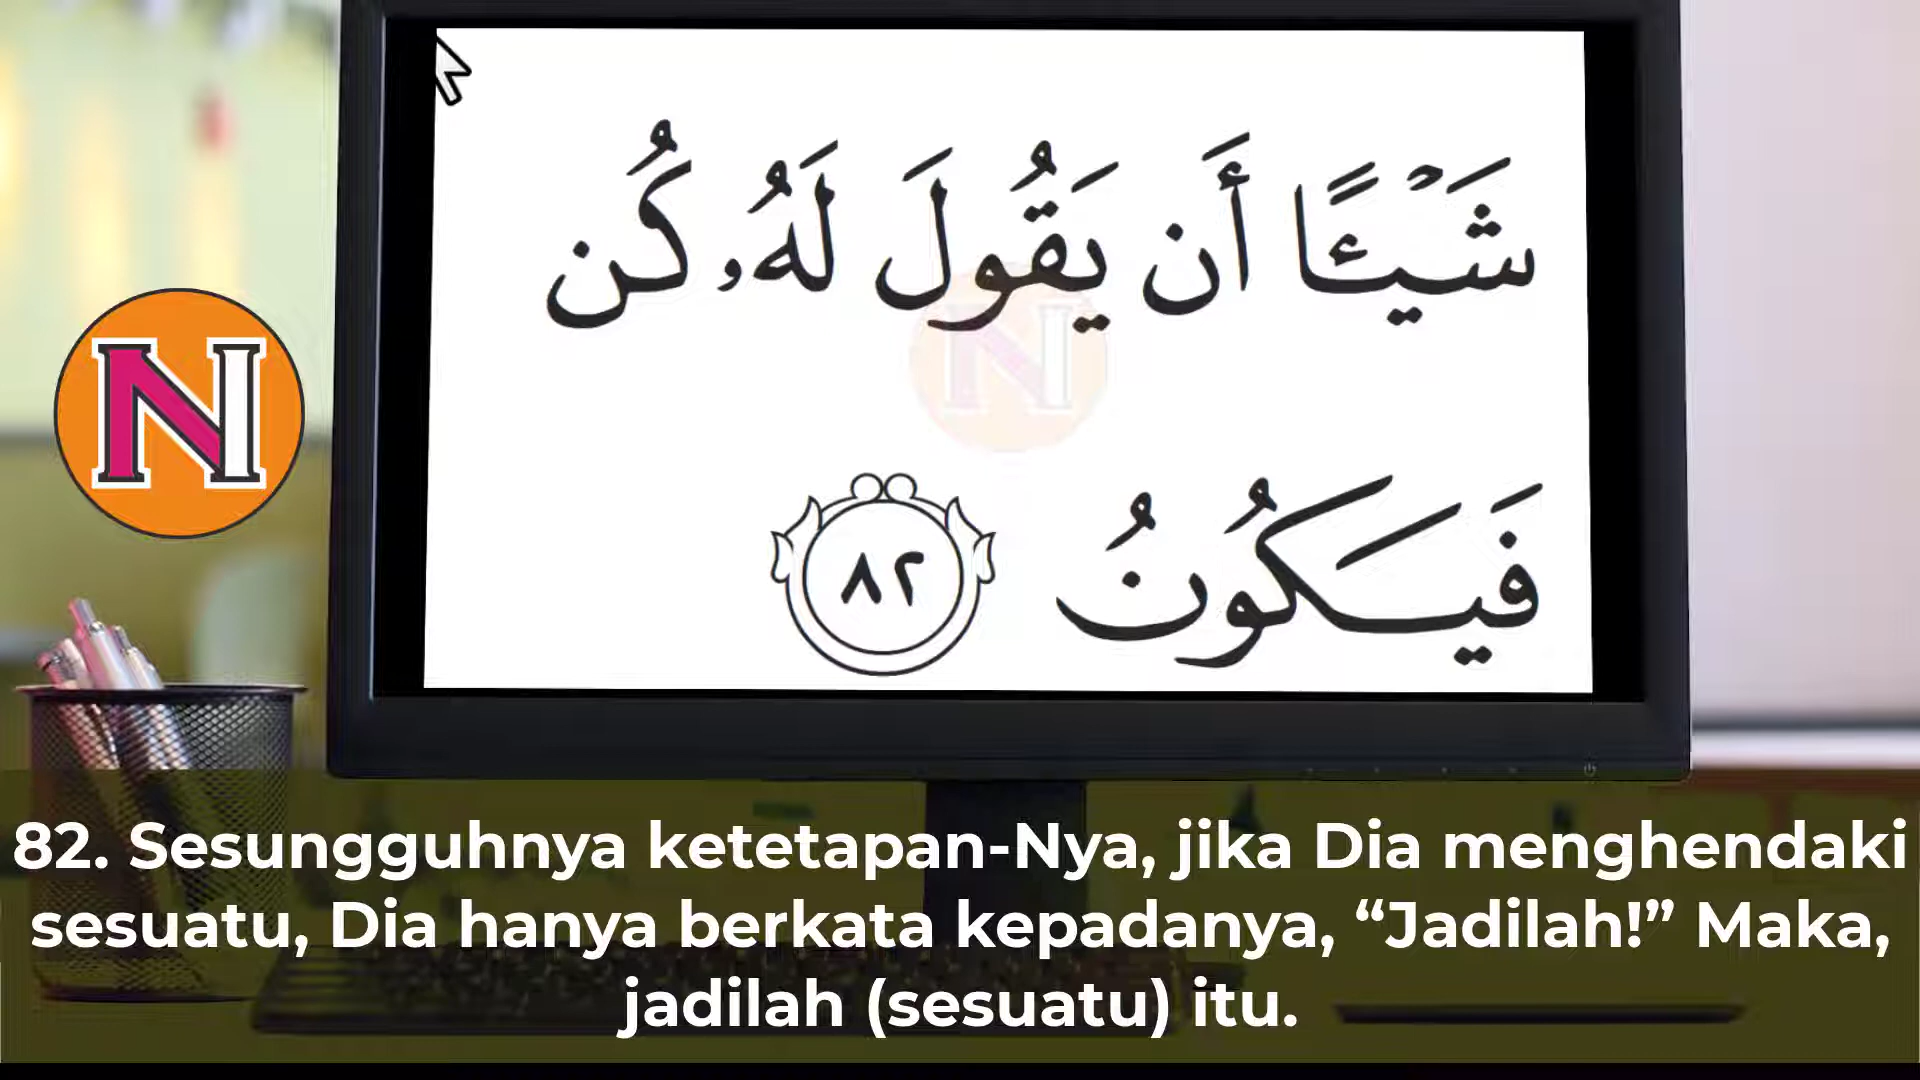 شَيْـًٔا أَن يَقُولَ لَهُۥ كُن
فَيَكُونُ ٨٢
N
N
82. Sesungguhnya ketetapan-Nya, jika Dia menghendaki
sesuatu, Dia hanya berkata kepadanya, “Jadilah!” Maka,
jadilah (sesuatu) itu.